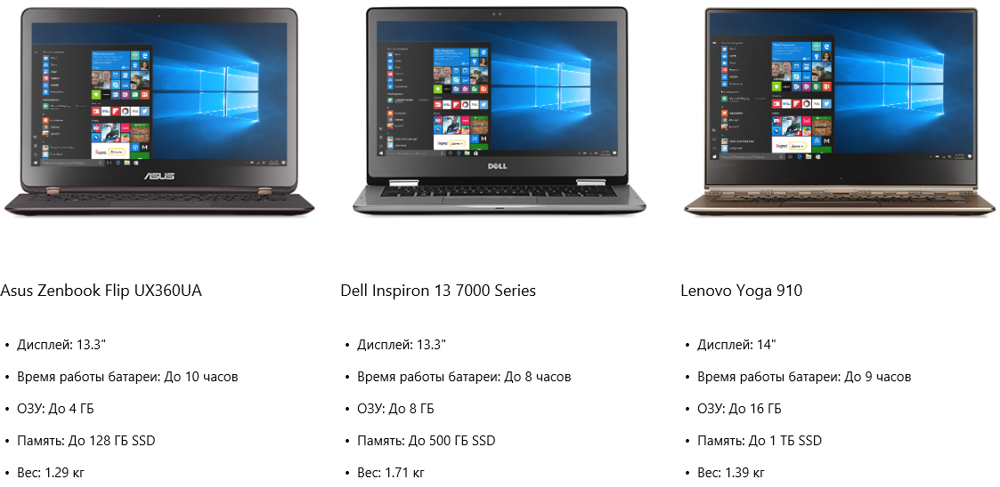 ASUS
DELL
Asus Zenbook Flip UX360UA
Dell Inspiron 13 7000 Series
Lenovo Yoga 910
• Дисплей: 13.3"
• Время работы батареи: До 10 часов
• ОЗУ: До 4 ГБ
• Память: До 128 ГБ SSD
• Вес: 1.29 кг
• Дисплей: 13.3"
• Время работы батареи: До 8 часов
• ОЗУ: До 8 ГБ
• Память: До 500 ГБ SSD
• Вес: 1.71 кг
• Дисплей: 14"
• Время работы батареи: До 9 часов
• ОЗУ: До 16 ГБ
• Память: До 1 ТБ SSD
• Вес: 1.39 кг